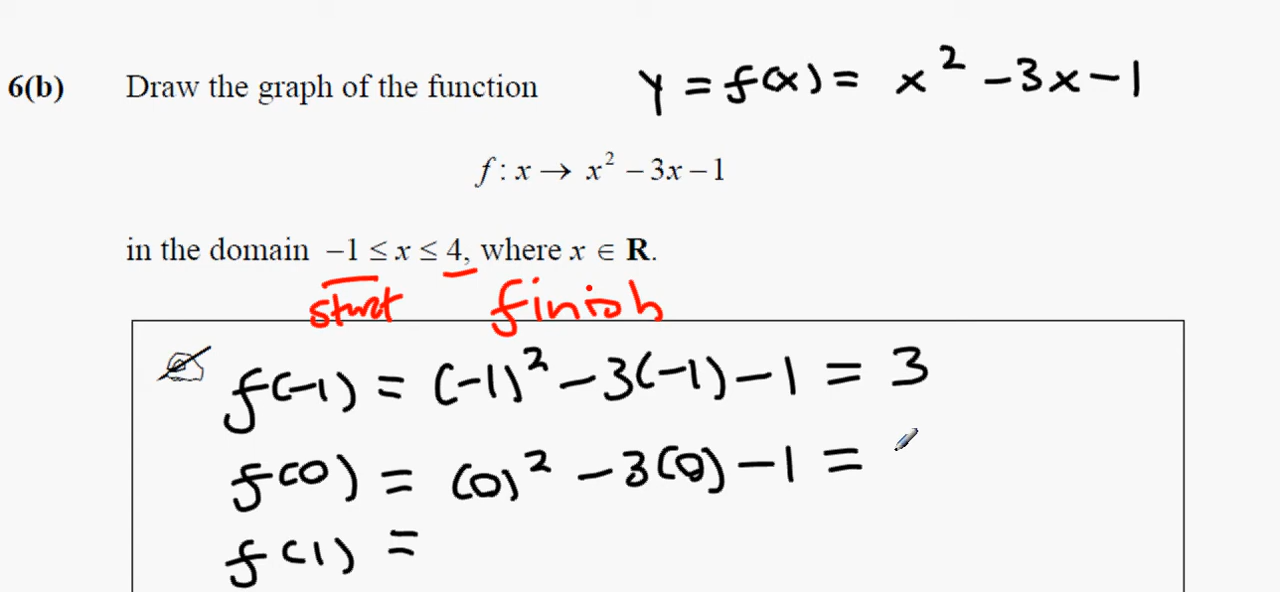 6(b) Draw the graph of the function y = f(x) = x² - 3x - 1
f : x → x² − 3x − 1
in the domain −1 ≤ x ≤ 4, where x ∈ R.
start finish
f(-1) = (-1)² - 3(-1) - 1 = 3
f(0) = (0)² - 3(0) - 1 =
f(1) =